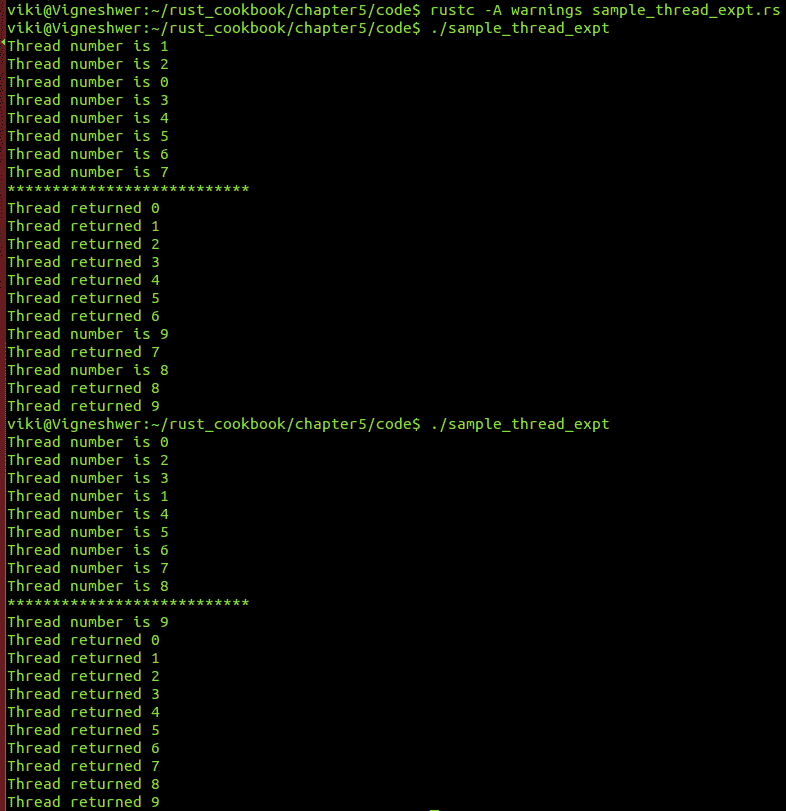 viki@Vigneshwer:~/rust_cookbook/chapter5/code$ rustc -A warnings sample_thread_expt.rs
viki@Vigneshwer:~/rust_cookbook/chapter5/code$ ./sample_thread_expt
Thread number is 1
Thread number is 2
Thread number is 0
Thread number is 3
Thread number is 4
Thread number is 5
Thread number is 6
Thread number is 7
***************************
Thread returned 0
Thread returned 1
Thread returned 2
Thread returned 3
Thread returned 4
Thread returned 5
Thread returned 6
Thread number is 9
Thread returned 7
Thread number is 8
Thread returned 8
Thread returned 9
viki@Vigneshwer:~/rust_cookbook/chapter5/code$ ./sample_thread_expt
Thread number is 0
Thread number is 2
Thread number is 3
Thread number is 1
Thread number is 4
Thread number is 5
Thread number is 6
Thread number is 7
Thread number is 8
***************************
Thread number is 9
Thread returned 0
Thread returned 1
Thread returned 2
Thread returned 3
Thread returned 4
Thread returned 5
Thread returned 6
Thread returned 7
Thread returned 8
Thread returned 9